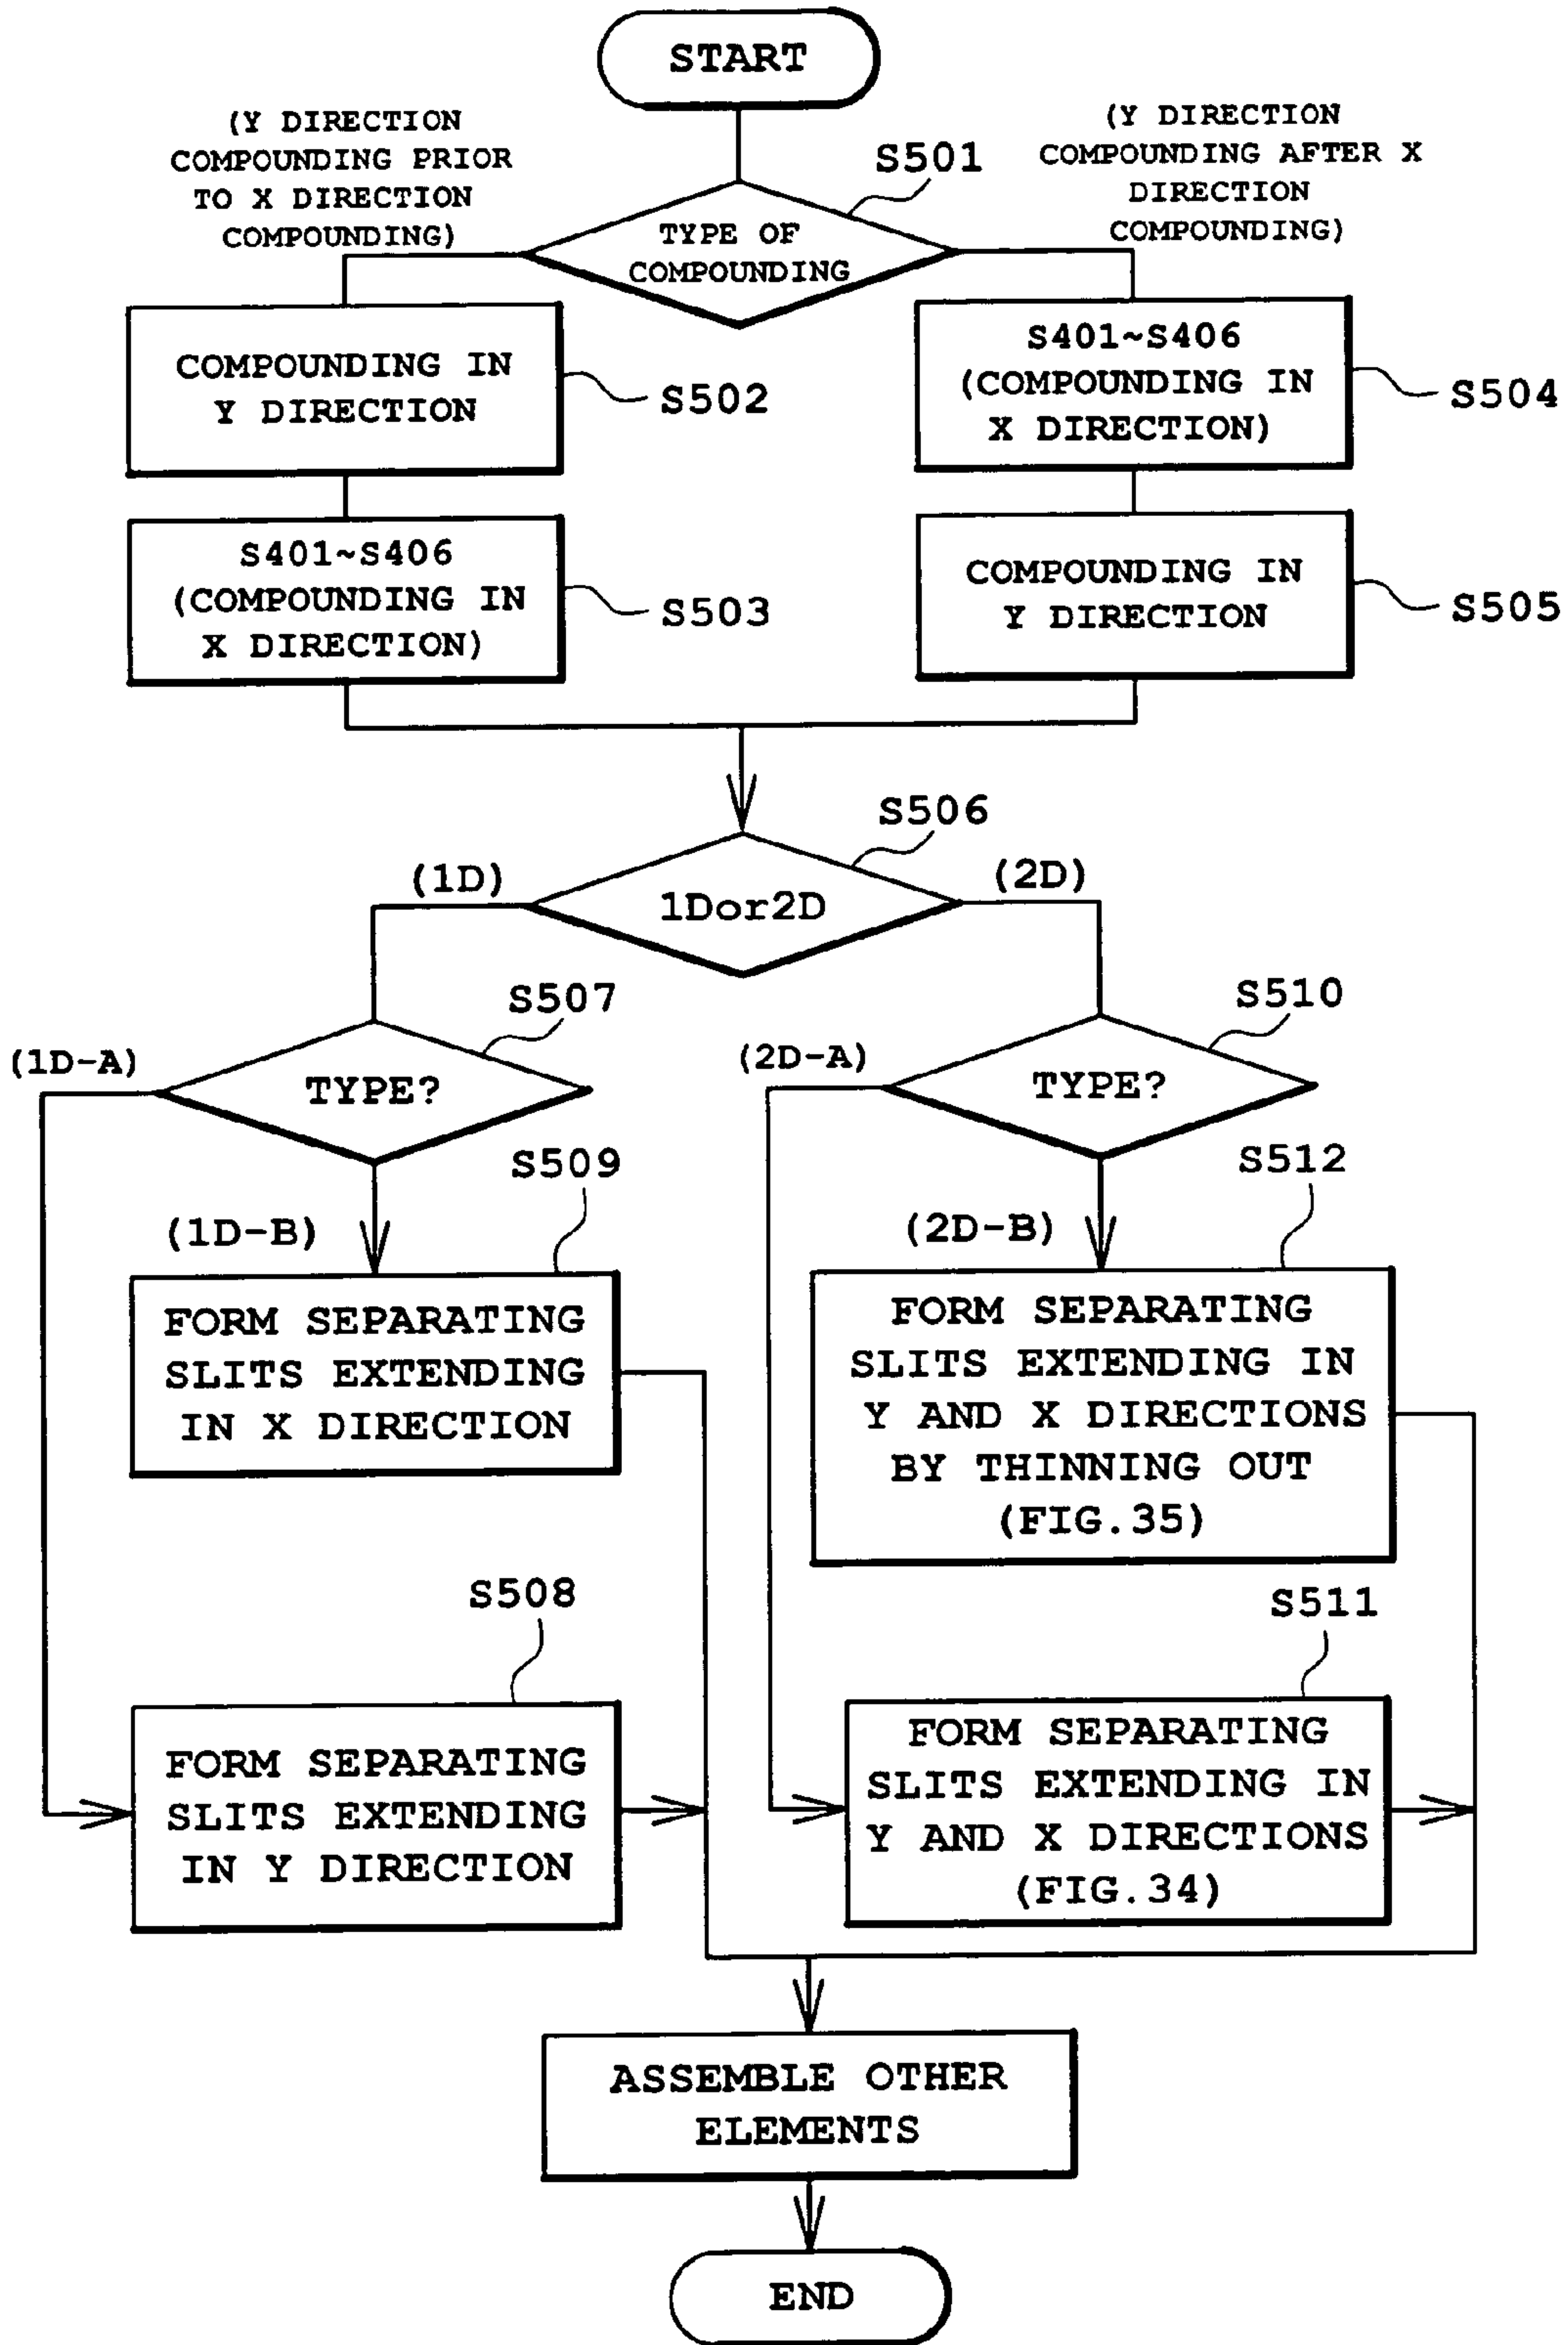 START
(Y DIRECTION
COMPOUNDING PRIOR
TO X DIRECTION
COMPOUNDING)
(Y DIRECTION
COMPOUNDING AFTER X
DIRECTION
COMPOUNDING)
S501
TYPE OF
COMPOUNDING
COMPOUNDING IN
Y DIRECTION
S502
S401~S406
(COMPOUNDING IN
X DIRECTION)
S504
S401~S406
(COMPOUNDING IN
X DIRECTION)
S503
COMPOUNDING IN
Y DIRECTION
S505
S506
(1D)
1Dor2D
(2D)
S507
(1D-A)
TYPE?
S510
(2D-A)
TYPE?
S509
(1D-B)
FORM SEPARATING
SLITS EXTENDING
IN X DIRECTION
S512
(2D-B)
FORM SEPARATING
SLITS EXTENDING IN
Y AND X DIRECTIONS
BY THINNING OUT
(FIG.35)
S508
FORM SEPARATING
SLITS EXTENDING
IN Y DIRECTION
S511
FORM SEPARATING
SLITS EXTENDING IN
Y AND X DIRECTIONS
(FIG.34)
ASSEMBLE OTHER
ELEMENTS
END